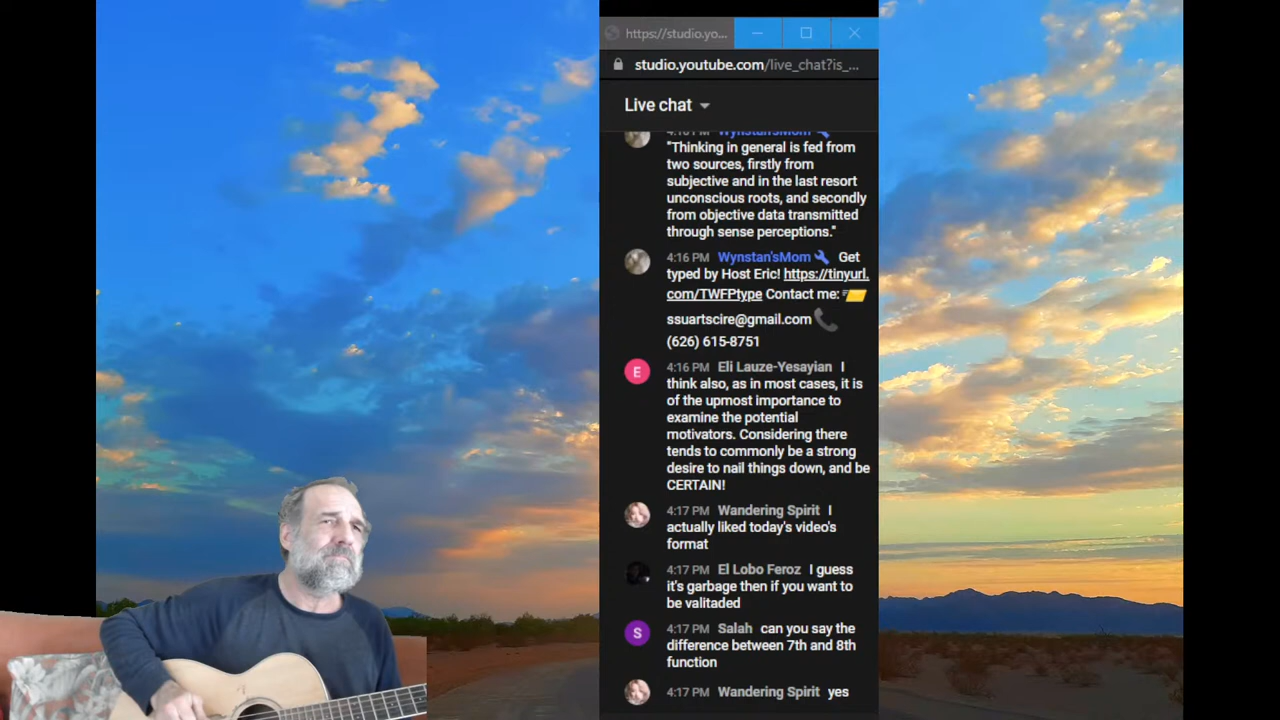 https://studio.yo...
studio.youtube.com/live_chat?is_...
Live chat
4:16 PM Wynstan'sMom
"Thinking in general is fed from
two sources, firstly from
subjective and in the last resort
unconscious roots, and secondly
from objective data transmitted
through sense perceptions."
4:16 PM Wynstan'sMom Get
typed by Host Eric! https://tinyurl.
com/TWFPtype Contact me:
ssuartscire@gmail.com
(626) 615-8751
E 4:16 PM Eli Lauze-Yesayian I
think also, as in most cases, it is
of the upmost importance to
examine the potential
motivators. Considering there
tends to commonly be a strong
desire to nail things down, and be
CERTAIN!
4:17 PM Wandering Spirit I
actually liked today's video's
format
4:17 PM El Lobo Feroz I guess
it's garbage then if you want to
be valitaded
S 4:17 PM Salah can you say the
difference between 7th and 8th
function
4:17 PM Wandering Spirit yes